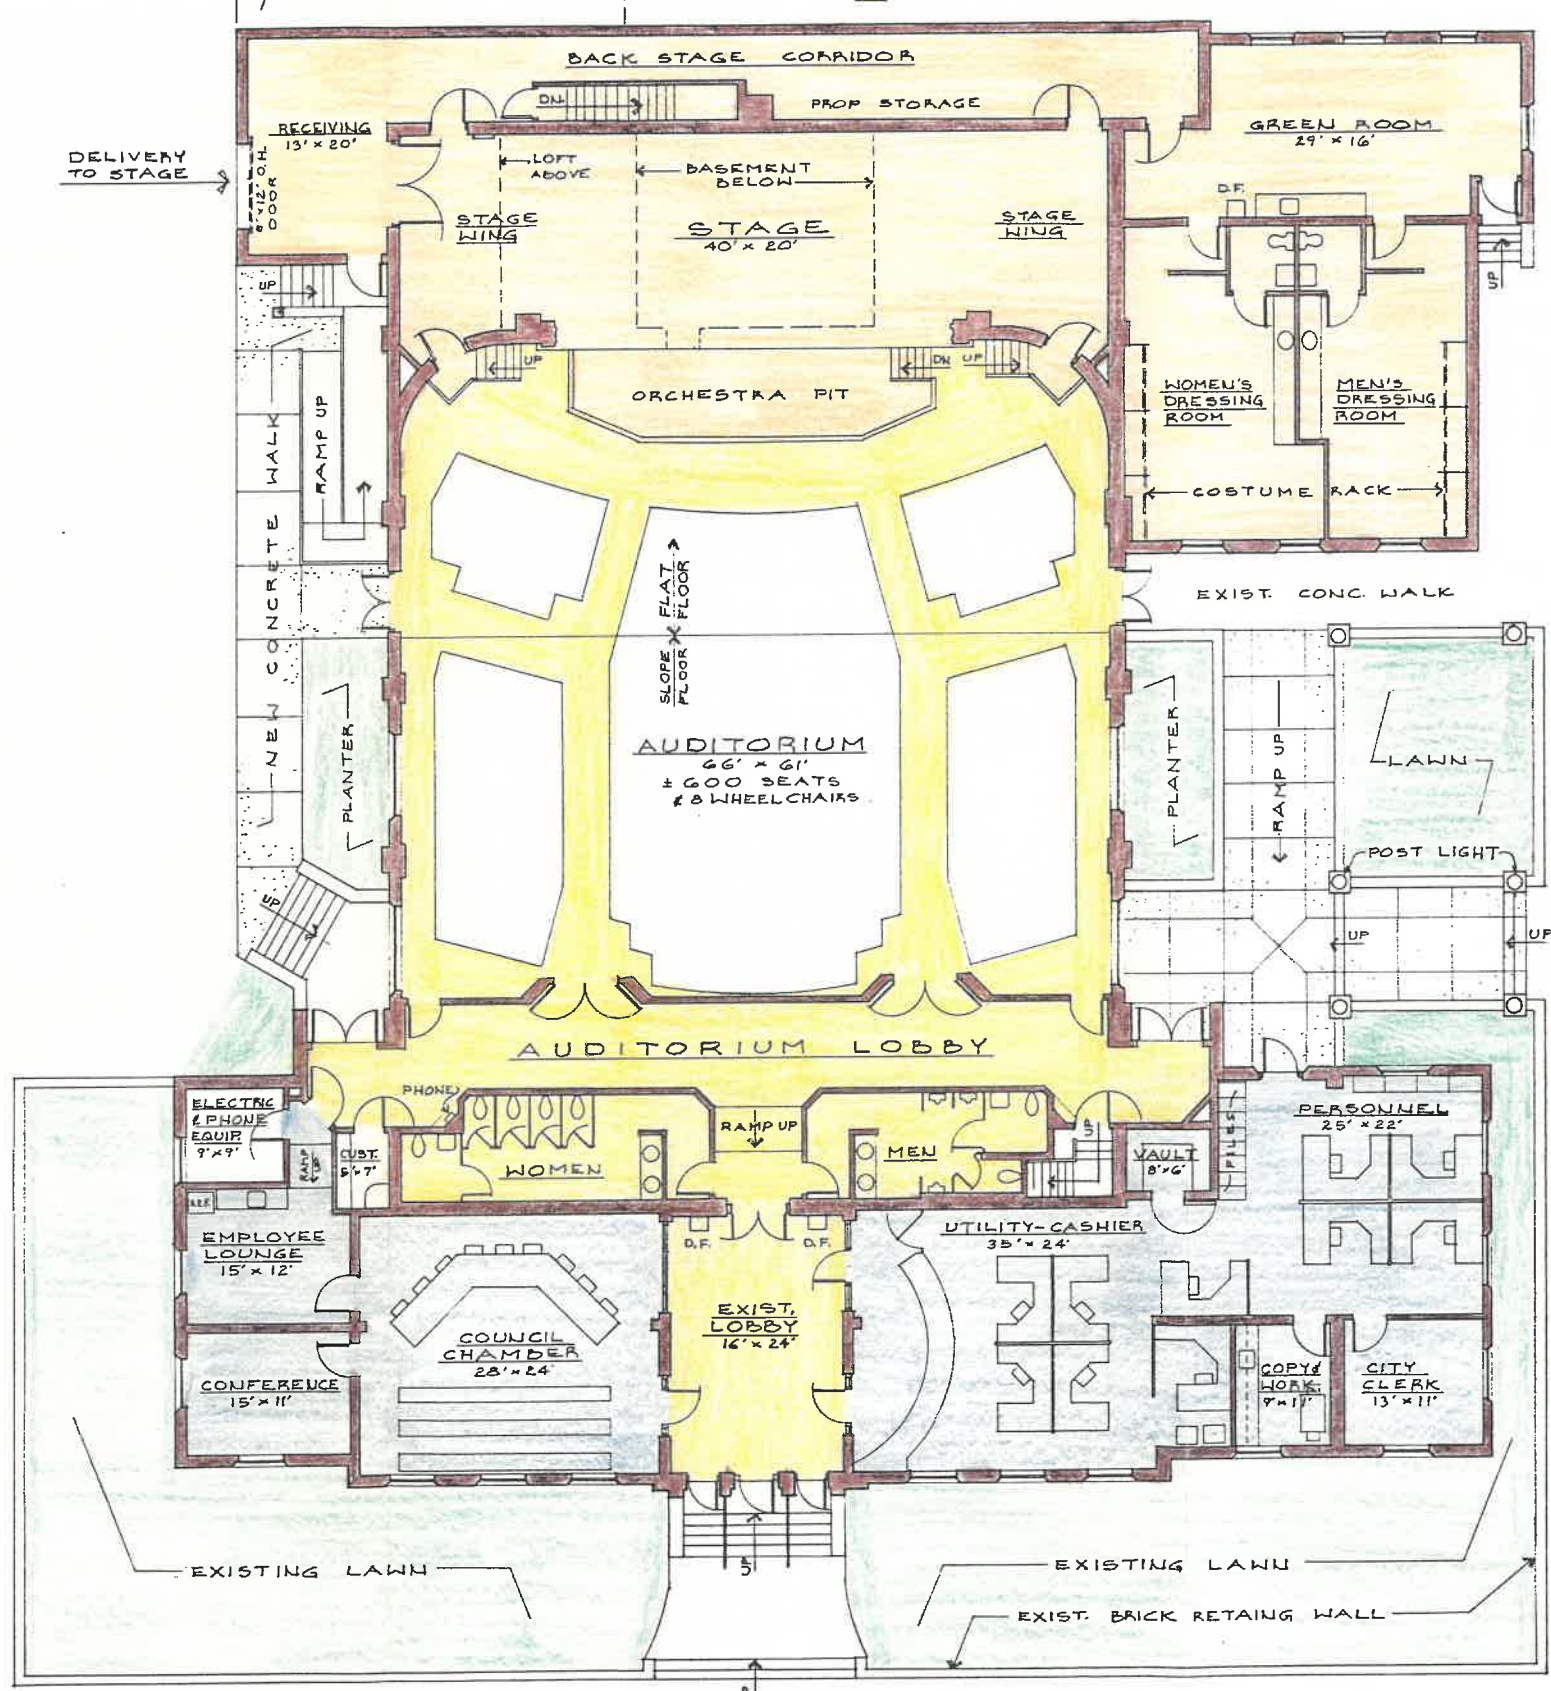 BACK STAGE CORRIDOR
DN
PROP STORAGE
RECEIVING
13' x 20'
GREEN ROOM
29' x 16'
DELIVERY
TO STAGE
8' x 12' O.H.
DOOR
LOFT
ABOVE
BASEMENT
BELOW
D.F.
STAGE
WING
STAGE
40' x 20'
STAGE
WING
UP
UP
UP
DN
UP
ORCHESTRA PIT
WOMEN'S
DRESSING
ROOM
MEN'S
DRESSING
ROOM
RAMP UP
COSTUME RACK
NEW CONCRETE WALK
SLOPE
FLOOR
FLAT
FLOOR
EXIST. CONC. WALK
PLANTER
AUDITORIUM
66' x 61'
± 600 SEATS
& 8 WHEELCHAIRS
PLANTER
RAMP UP
LAWN
POST LIGHT
UP
UP
UP
AUDITORIUM LOBBY
PHONE
ELECTRIC
& PHONE
EQUIP.
9' x 9'
RAMP
UP
CUST.
5' x 7'
WOMEN
RAMP UP
MEN
UP
VAULT
8' x 6'
FILES
PERSONNEL
25' x 22'
REF.
EMPLOYEE
LOUNGE
15' x 12'
D.F.
D.F.
UTILITY-CASHIER
35' x 24'
EXIST.
LOBBY
16' x 24'
COUNCIL
CHAMBER
28' x 24'
CONFERENCE
15' x 11'
COPY &
WORK
9' x 11'
CITY
CLERK
13' x 11'
UP
EXISTING LAWN
EXISTING LAWN
EXIST. BRICK RETAING WALL